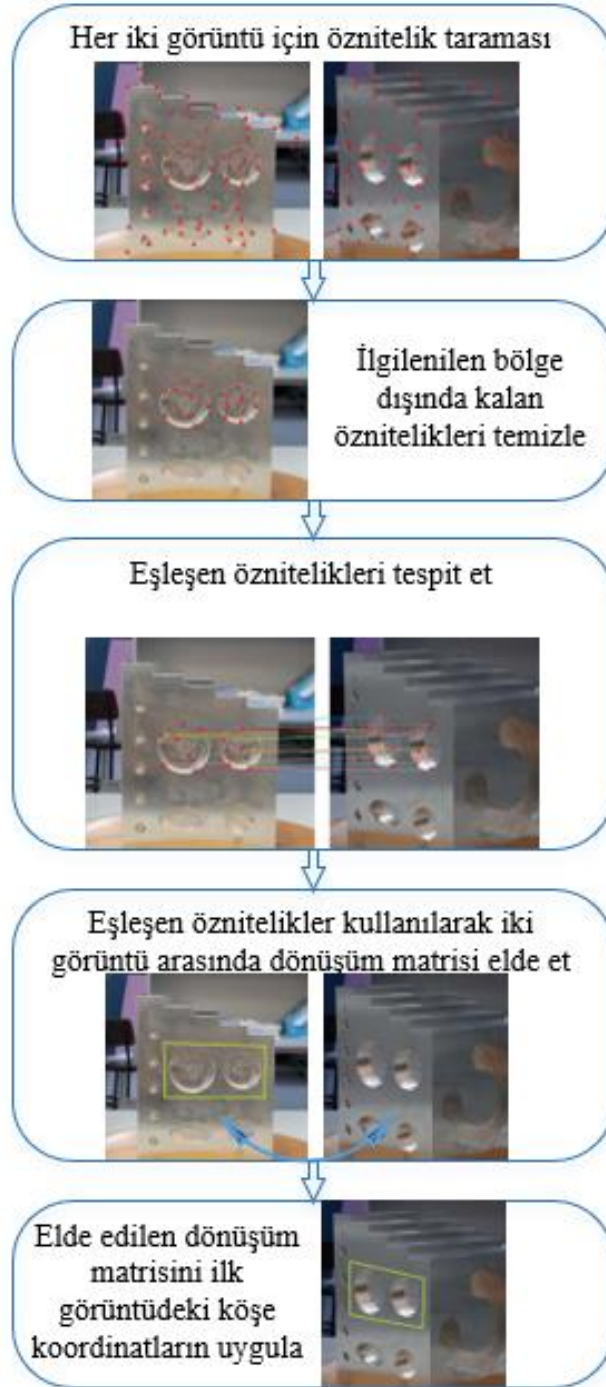 Her iki görüntü için öznitelik taraması
İlgilenilen bölge
dışında kalan
öznitelikleri temizle
Eşleşen öznitelikleri tespit et
Eşleşen öznitelikler kullanılarak iki
görüntü arasında dönüşüm matrisi elde et
Elde edilen dönüşüm
matrisini ilk
görüntüdeki köşe
koordinatların uygula